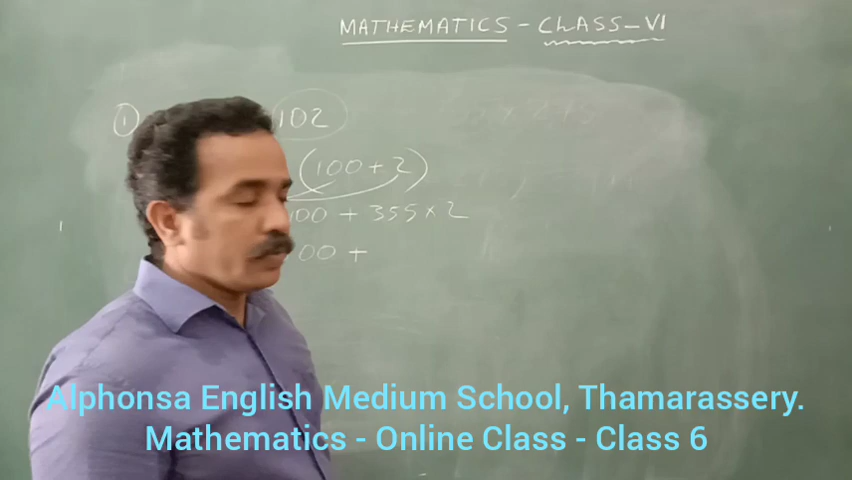 MATHEMATICS - CLASS - VI
① 102
(100 + 2)
00 + 355 × 2
00 +
Alphonsa English Medium School, Thamarassery.
Mathematics - Online Class - Class 6